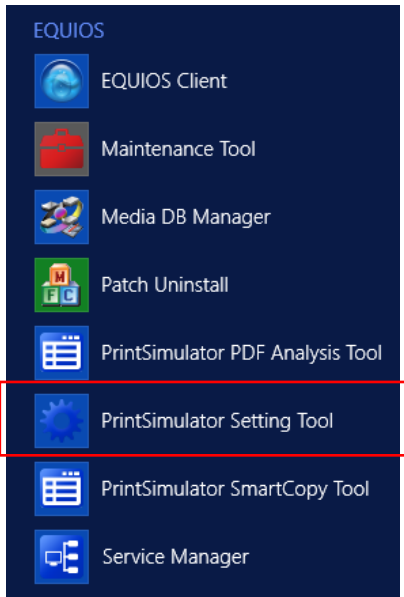 EQUIOS
EQUIOS Client
Maintenance Tool
Media DB Manager
M
F C
Patch Uninstall
PrintSimulator PDF Analysis Tool
PrintSimulator Setting Tool
PrintSimulator SmartCopy Tool
Service Manager